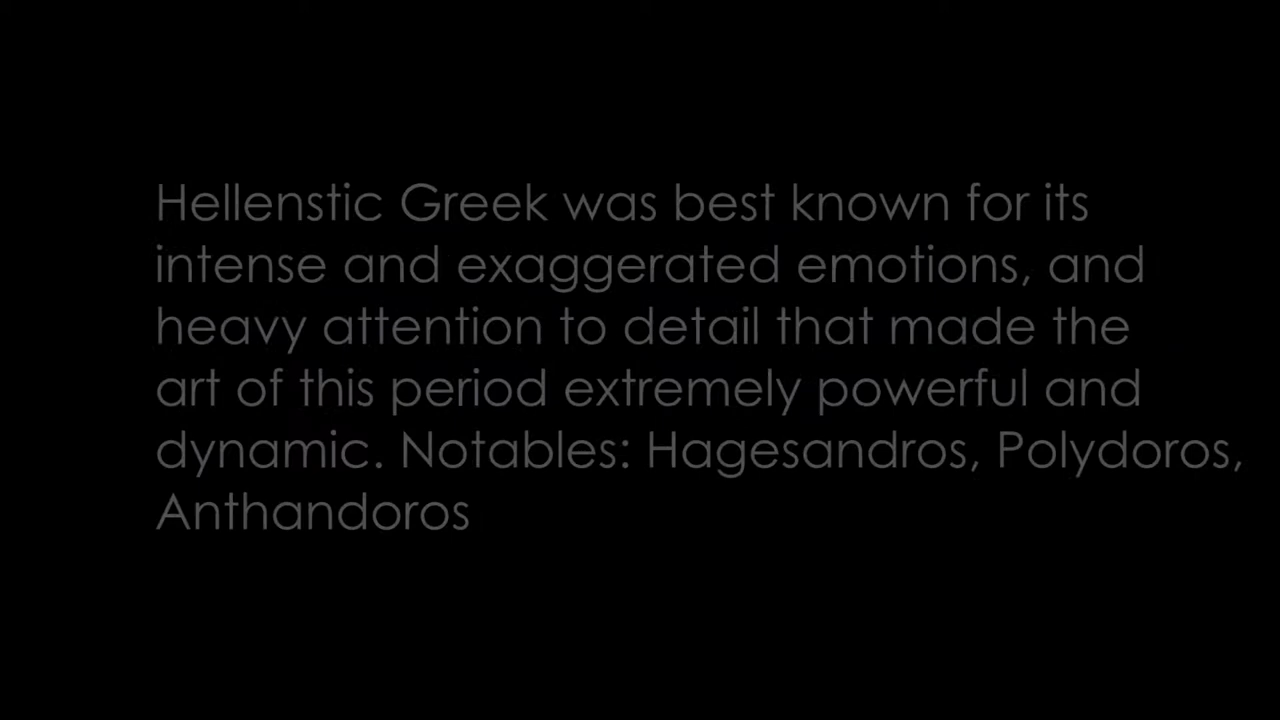 Hellenstic Greek was best known for its
intense and exaggerated emotions, and
heavy attention to detail that made the
art of this period extremely powerful and
dynamic. Notables: Hagesandros, Polydoros,
Anthandoros